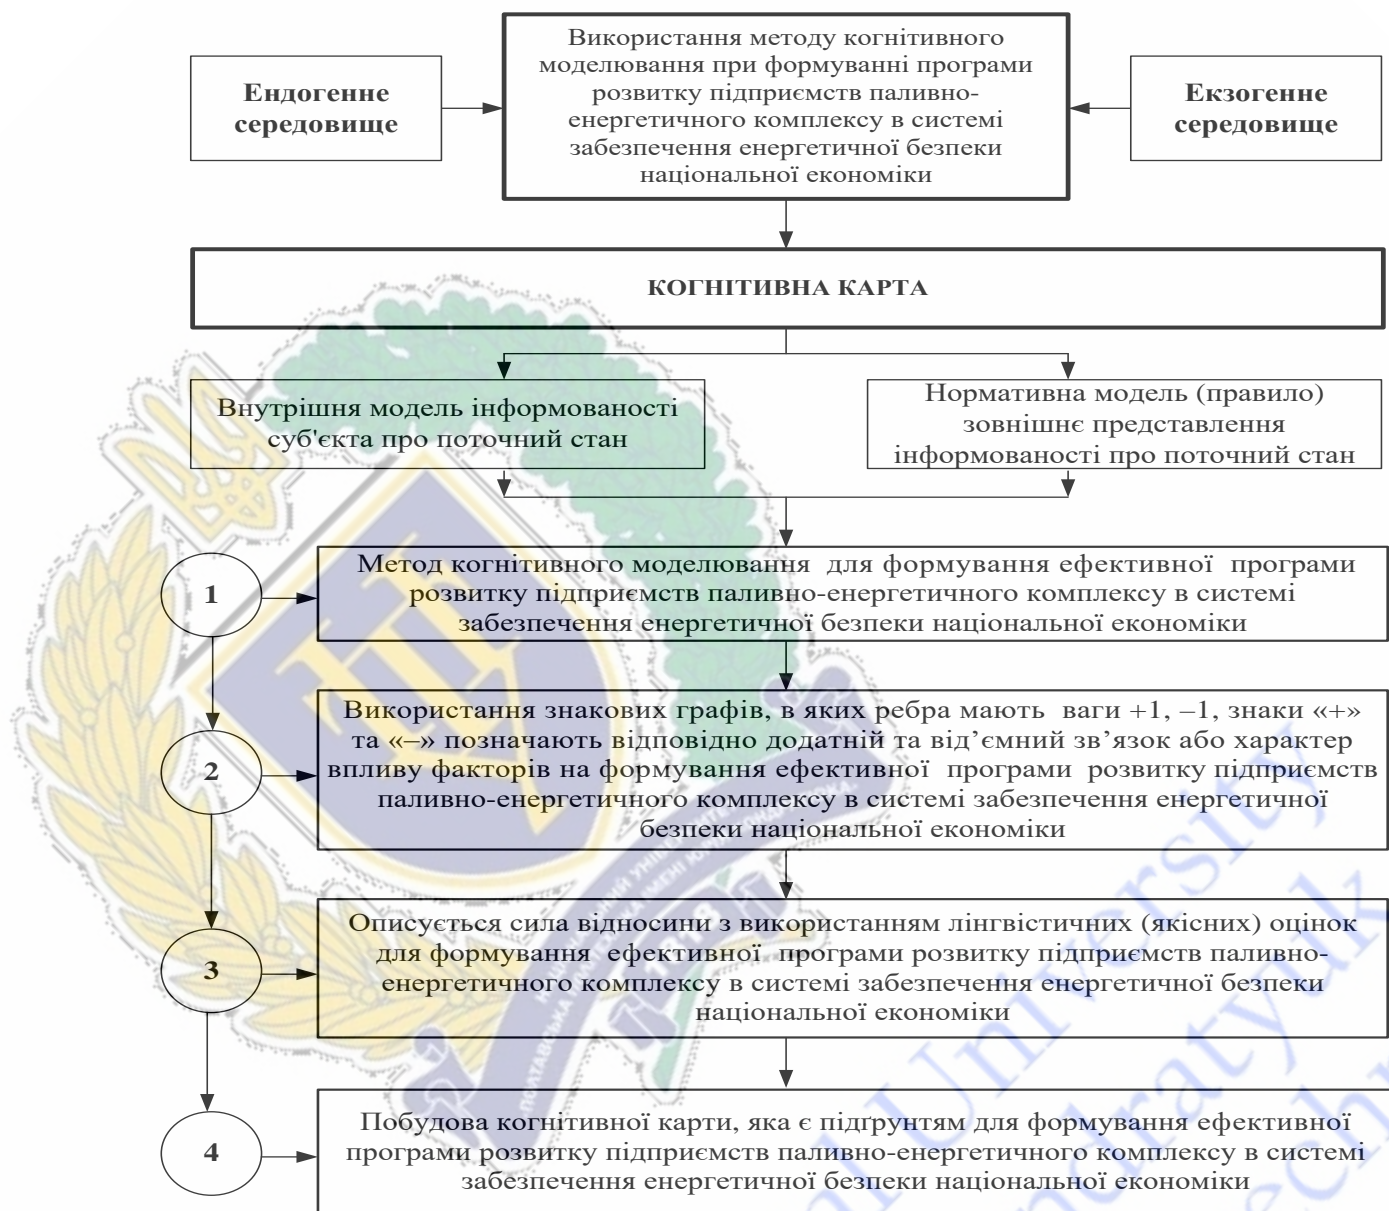 Використання методу когнітивного
моделювання при формуванні програми
розвитку підприємств паливно-
енергетичного комплексу в системі
забезпечення енергетичної безпеки
національної економіки
Ендогенне
середовище
Екзогенне
середовище
КОГНІТИВНА КАРТА
Внутрішня модель інформованості
суб'єкта про поточний стан
Нормативна модель (правило)
зовнішнє представлення
інформованості про поточний стан
1
Метод когнітивного моделювання для формування ефективної програми
розвитку підприємств паливно-енергетичного комплексу в системі
забезпечення енергетичної безпеки національної економіки
2
Використання знакових графів, в яких ребра мають ваги +1, –1, знаки «+»
та «–» позначають відповідно додатній та від’ємний зв’язок або характер
впливу факторів на формування ефективної програми розвитку підприємств
паливно-енергетичного комплексу в системі забезпечення енергетичної
безпеки національної економіки
3
Описується сила відносини з використанням лінгвістичних (якісних) оцінок
для формування ефективної програми розвитку підприємств паливно-
енергетичного комплексу в системі забезпечення енергетичної безпеки
національної економіки
4
Побудова когнітивної карти, яка є підґрунтям для формування ефективної
програми розвитку підприємств паливно-енергетичного комплексу в системі
забезпечення енергетичної безпеки національної економіки
1818
University